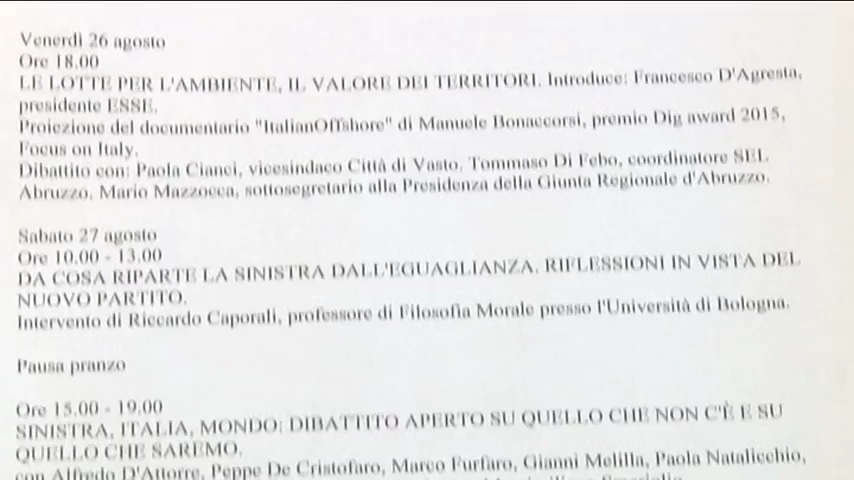 Venerdì 26 agosto
Ore 18.00
LE LOTTE PER L'AMBIENTE, IL VALORE DEI TERRITORI. Introduce: Francesco D'Agresta,
presidente ESSE.
Proiezione del documentario "ItalianOffshore" di Manuele Bonaccorsi, premio Dig award 2015,
Focus on Italy.
Dibattito con: Paola Cianci, vicesindaco Città di Vasto. Tommaso Di Febo, coordinatore SEL
Abruzzo. Mario Mazzocca, sottosegretario alla Presidenza della Giunta Regionale d'Abruzzo.
Sabato 27 agosto
Ore 10.00 - 13.00
DA COSA RIPARTE LA SINISTRA DALL'EGUAGLIANZA. RIFLESSIONI IN VISTA DEL
NUOVO PARTITO.
Intervento di Riccardo Caporali, professore di Filosofia Morale presso l'Università di Bologna.
Pausa pranzo
Ore 15.00 - 19.00
SINISTRA, ITALIA, MONDO: DIBATTITO APERTO SU QUELLO CHE NON C'È E SU
QUELLO CHE SAREMO.
con Alfredo D'Attorre, Peppe De Cristofaro, Marco Furfaro, Gianni Melilla, Paola Natalicchio,